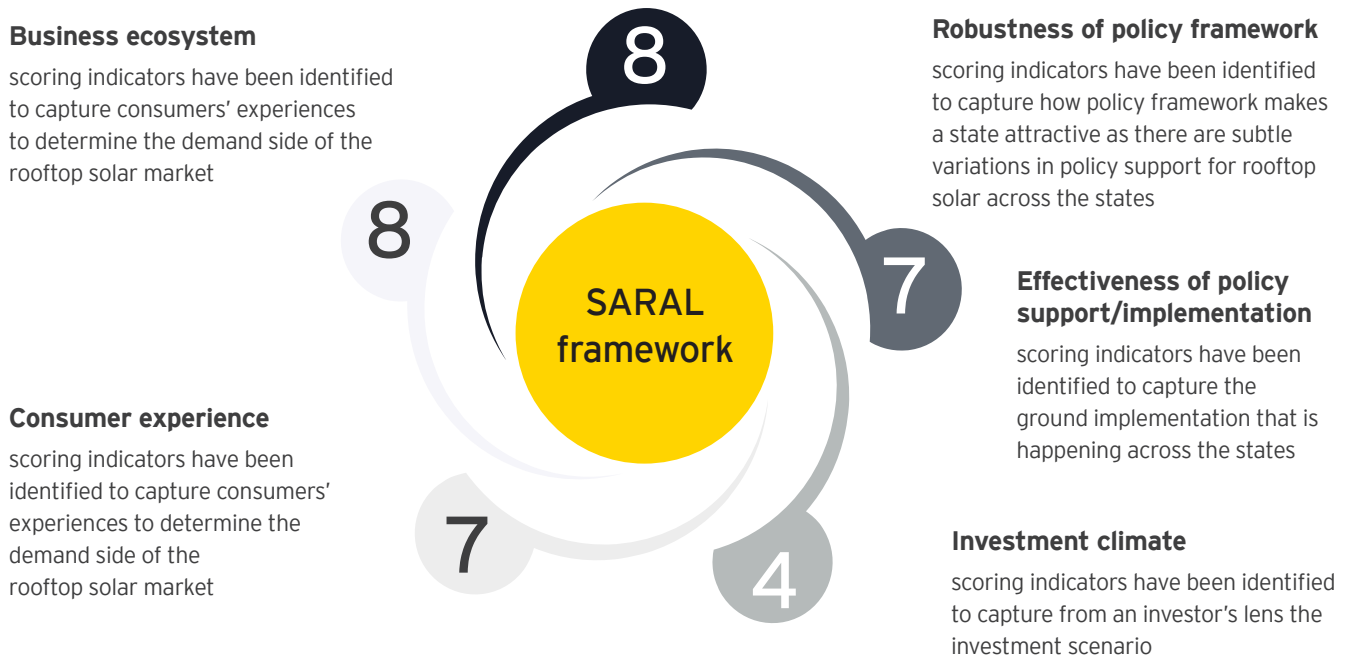 Business ecosystem
scoring indicators have been identified
to capture consumers’ experiences
to determine the demand side of the
rooftop solar market
8
Consumer experience
scoring indicators have been
identified to capture consumers’
experiences to determine the
demand side of the
rooftop solar market
7
SARAL
framework
8
Robustness of policy framework
scoring indicators have been identified
to capture how policy framework makes
a state attractive as there are subtle
variations in policy support for rooftop
solar across the states
7
Effectiveness of policy
support/implementation
scoring indicators have been
identified to capture the
ground implementation that is
happening across the states
4
Investment climate
scoring indicators have been identified
to capture from an investor’s lens the
investment scenario